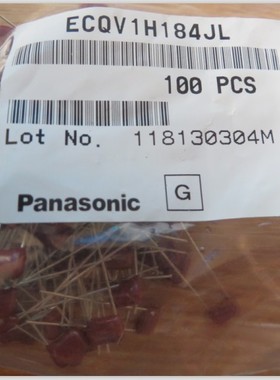 ECQV1H184JL
100 PCS
Lot No. 118130304M
Panasonic G